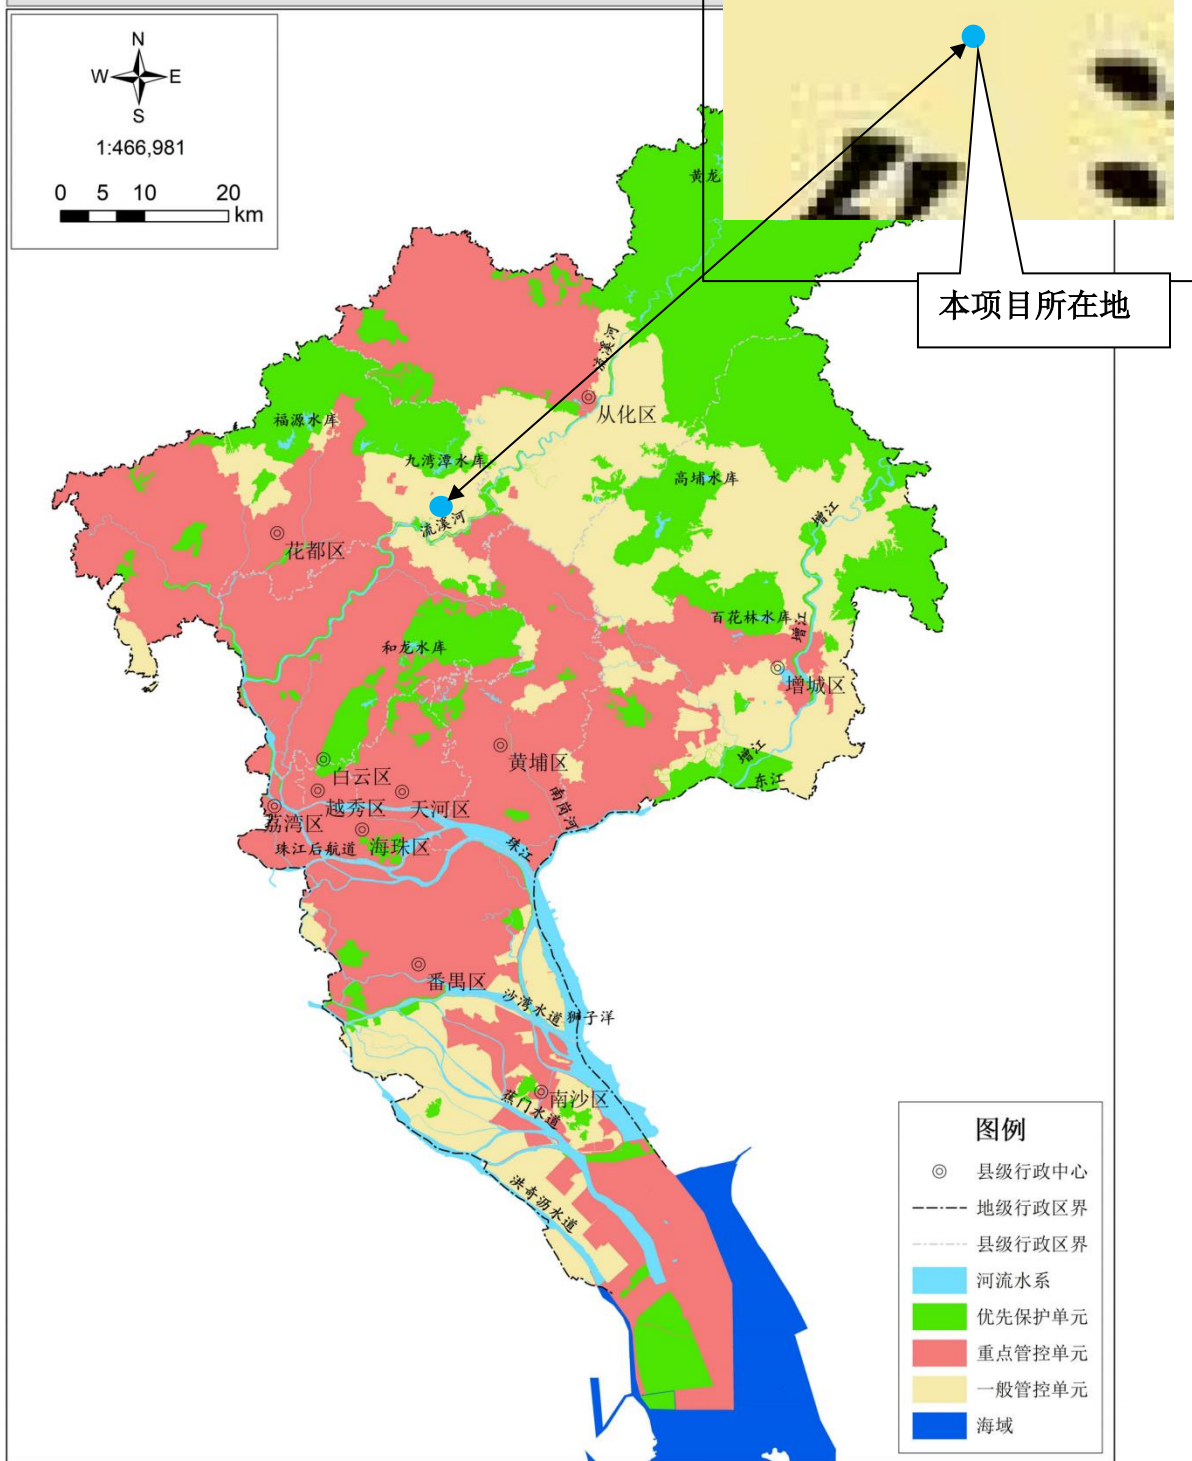 N
W E
S
1:466,981
0 5 10 20
km
黄龙
本项目所在地
流溪河
从化区
福源水库
九湾潭水库
高埔水库
增江
流溪河
花都区
百花林水库
增江
和龙水库
增城区
增江
东江
黄埔区
白云区
越秀区
天河区
南岗河
荔湾区
海珠区
珠江后航道
珠江
番禺区
沙湾水道
狮子洋
南沙区
蕉门水道
洪奇沥水道
图例
县级行政中心
地级行政区界
县级行政区界
河流水系
优先保护单元
重点管控单元
一般管控单元
海域